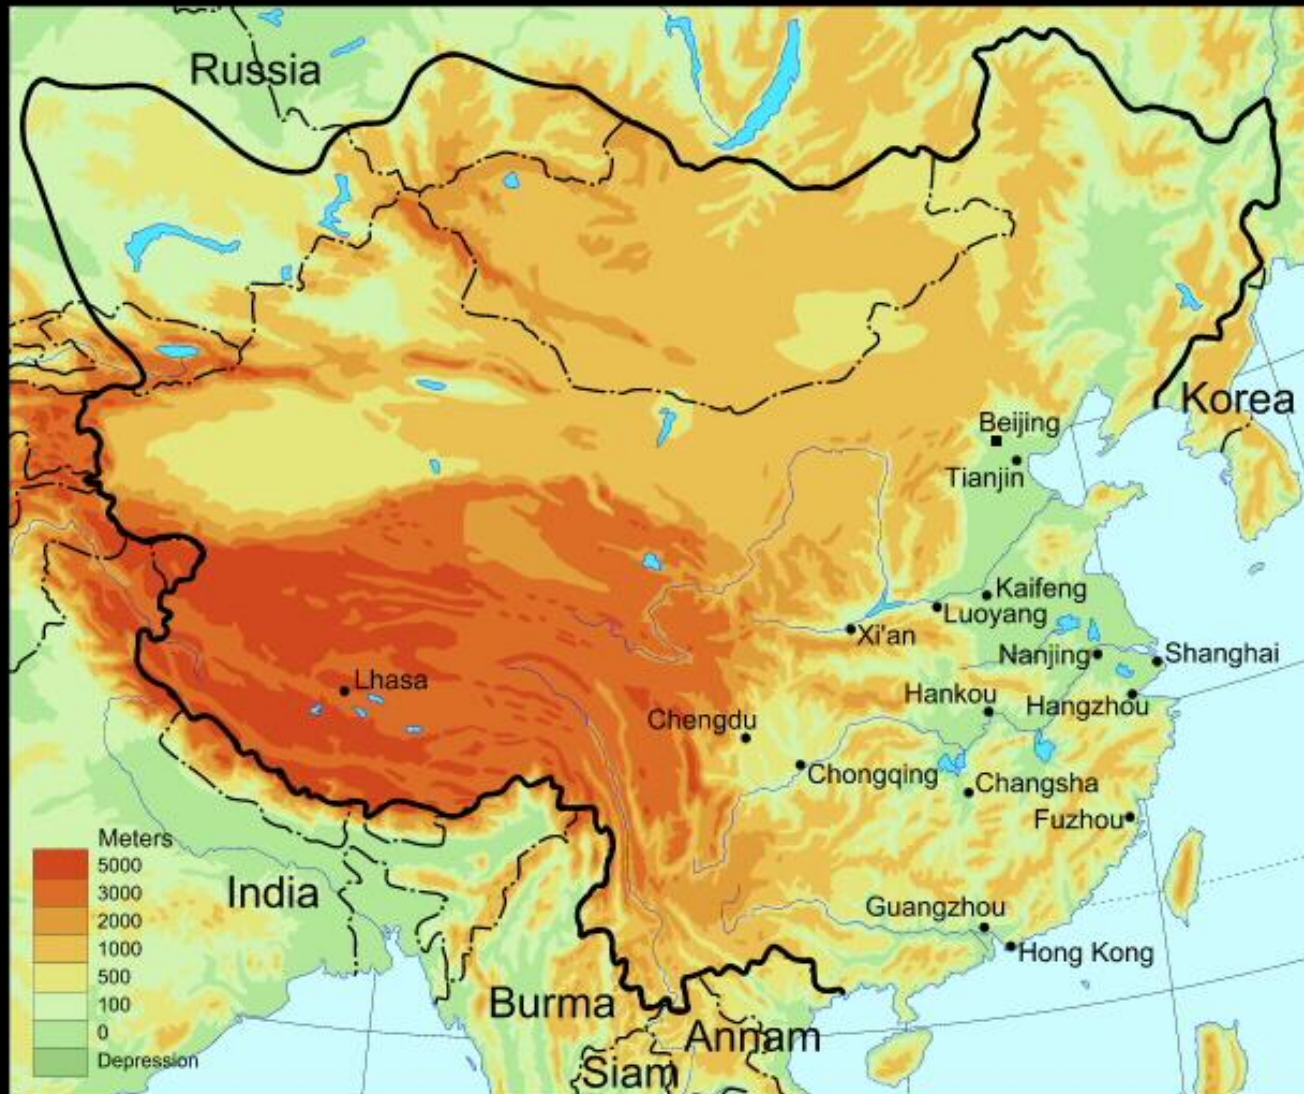 Russia
Korea
Beijing
Tianjin
Kaifeng
Luoyang
Xi'an
Nanjing
Shanghai
Lhasa
Hankou
Hangzhou
Chengdu
Chongqing
Changsha
Fuzhou
Meters
5000
3000
2000
1000
500
100
0
Depression
India
Guangzhou
Hong Kong
Burma
Annam
Siam